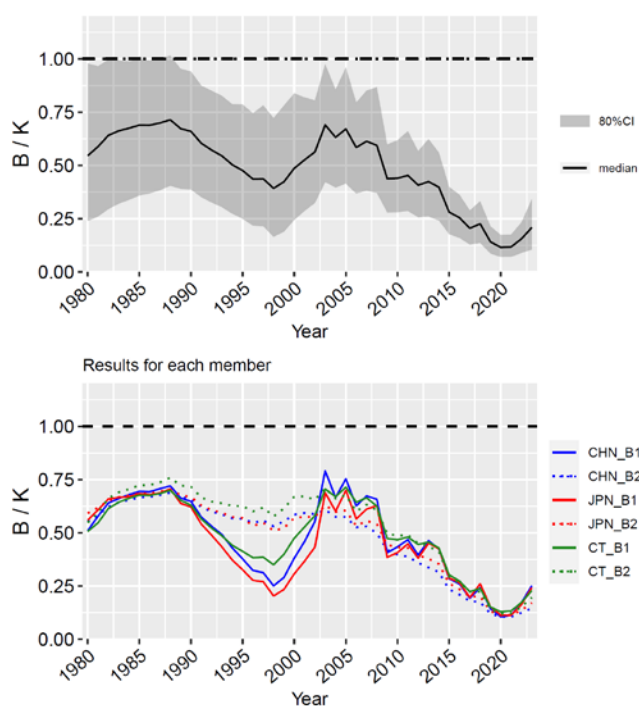 1.00
0.75
0.50
0.25
0.00
B / K
1980
1985
1990
1995
2000
2005
2010
2015
2020
Year
80%CI
median
Results for each member
1.00
0.75
0.50
0.25
0.00
B / K
1980
1985
1990
1995
2000
2005
2010
2015
2020
Year
CHN_B1
CHN_B2
JPN_B1
JPN_B2
CT_B1
CT_B2